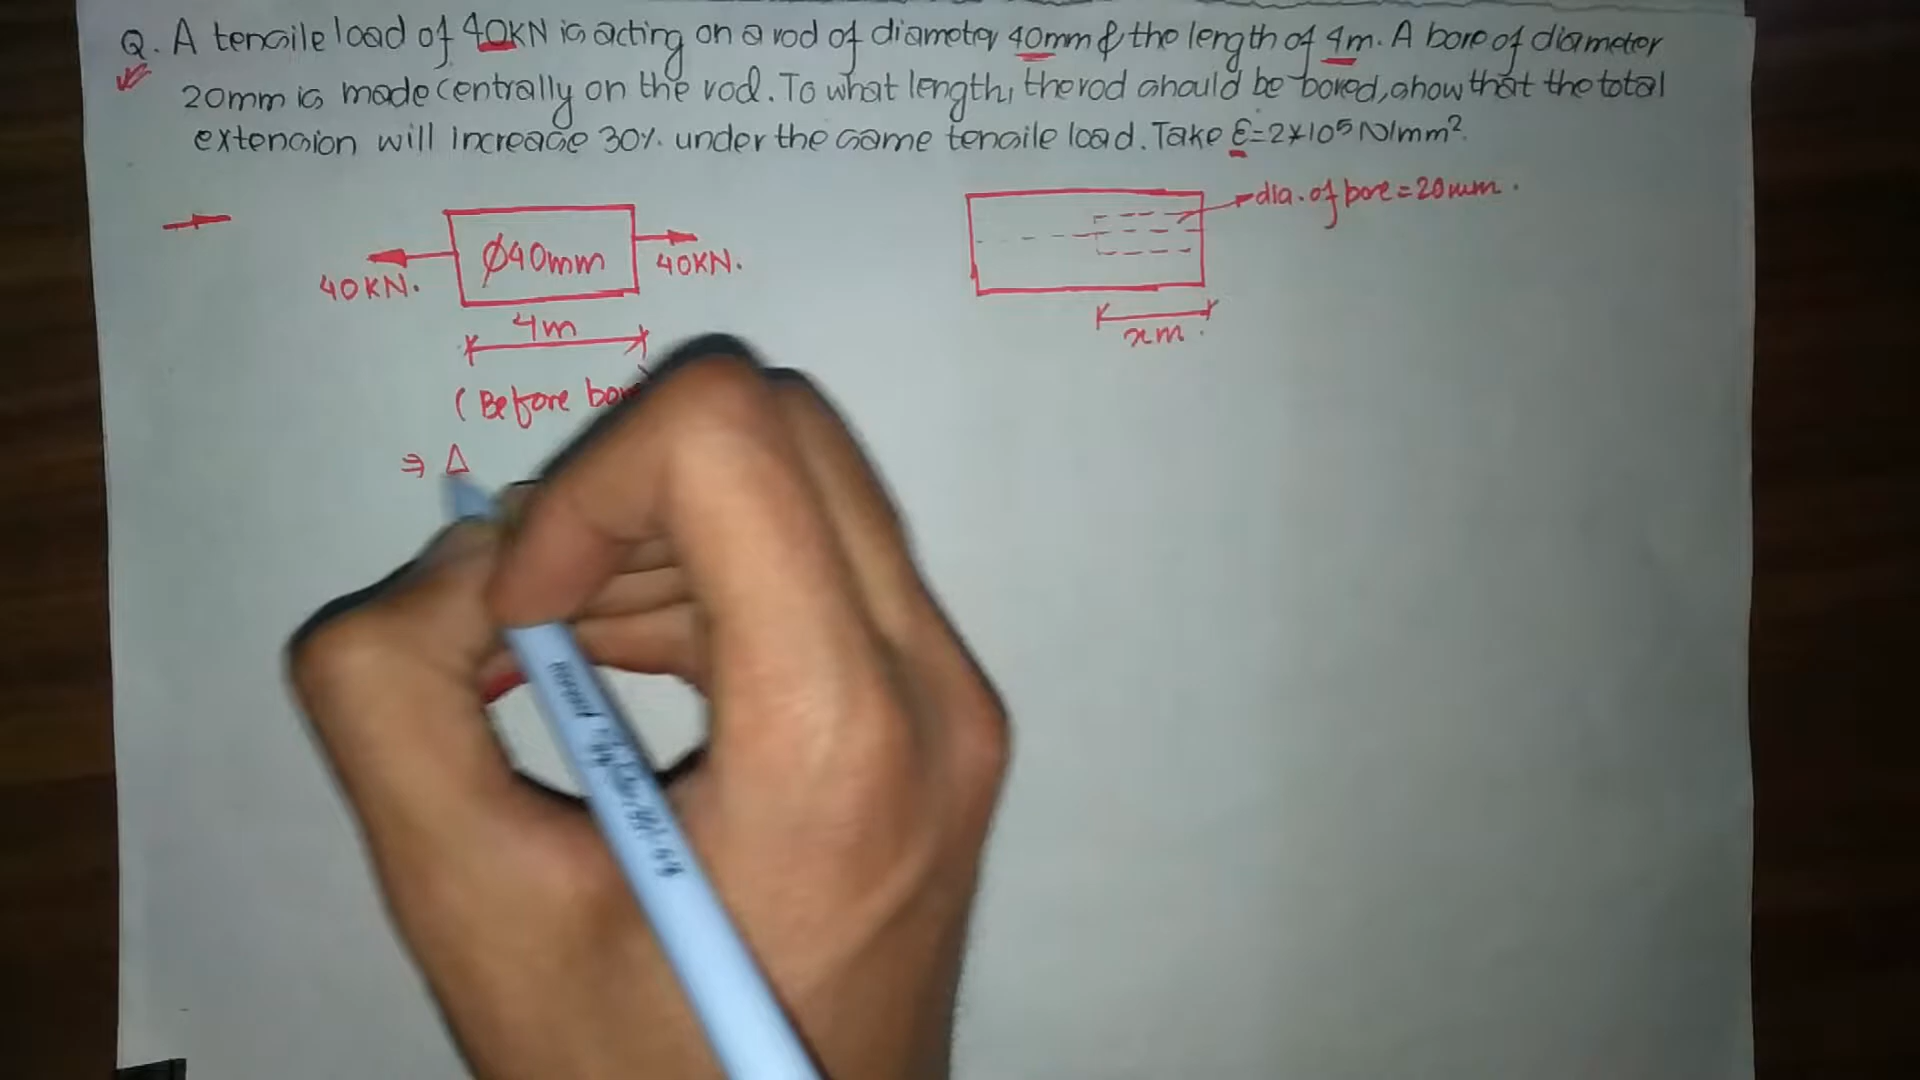 Q. A tensile load of 40KN is acting on a rod of diameter 40mm & the length of 4m. A bore of diameter
20mm is made centrally on the rod. To what length, the rod should be bored, show that the total
extension will increase 30%. under the same tensile load. Take E=2*10⁵N/mm².
dia. of bore = 20mm.
Ø40mm
40KN.
40KN.
4m
xm.
(Before
⇒ Δ